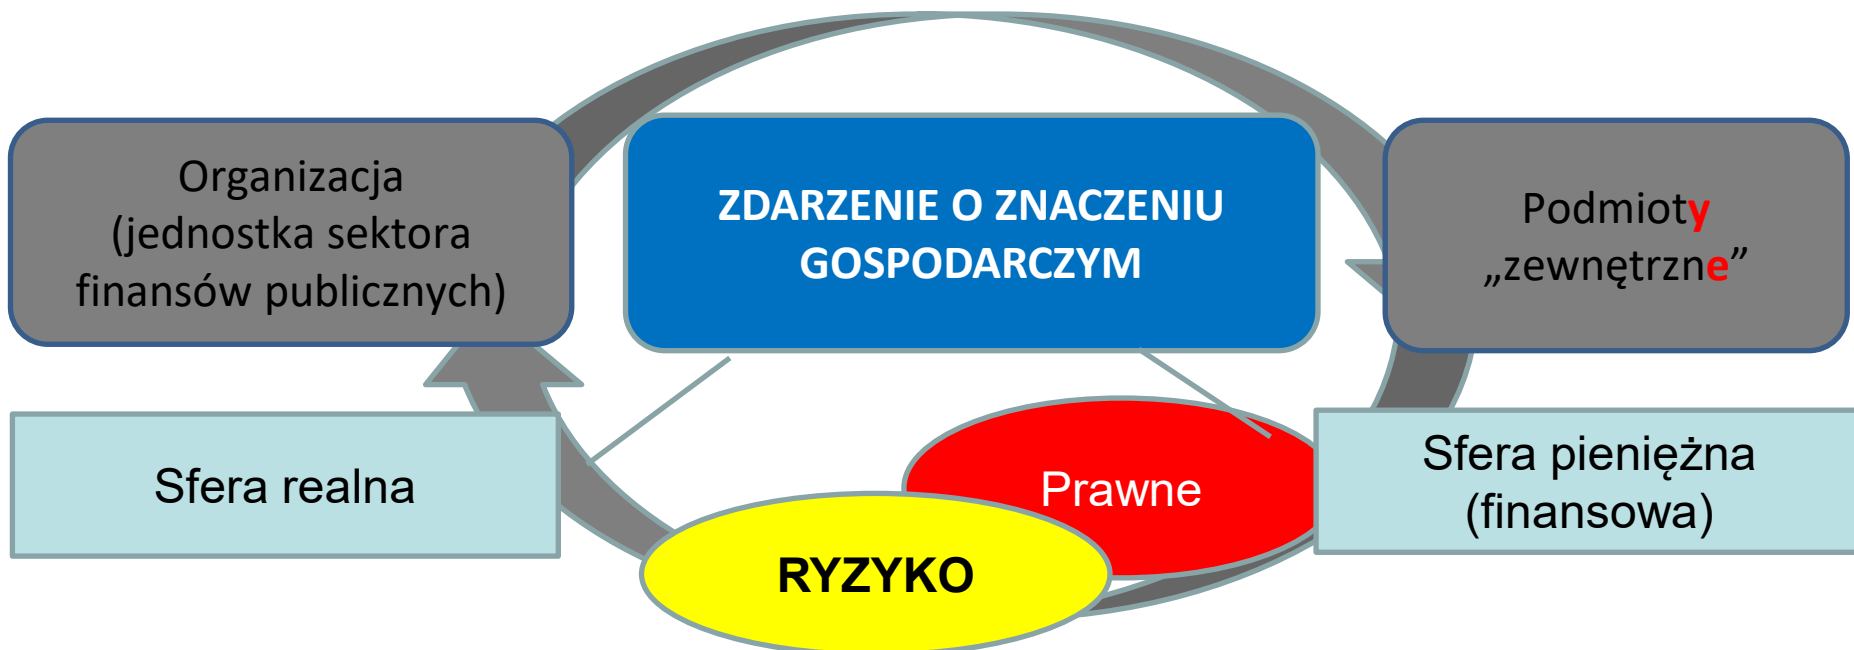 Organizacja
(jednostka sektora
finansów publicznych)
ZDARZENIE O ZNACZENIU
GOSPODARCZYM
Podmioty
„zewnętrzne”
Sfera realna
Prawne
RYZYKO
Sfera pieniężna
(finansowa)